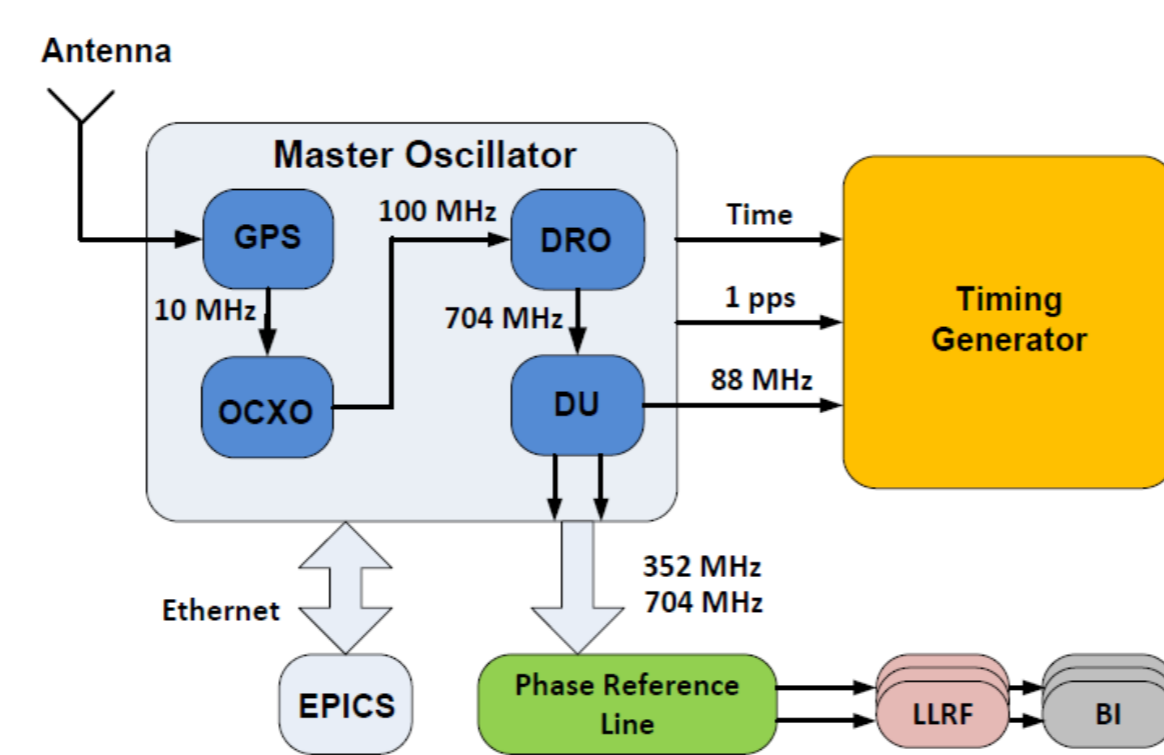 Antenna
Master Oscillator
GPS
100 MHz
DRO
Time
10 MHz
704 MHz
1 pps
Timing
Generator
OCXO
DU
88 MHz
Ethernet
352 MHz
704 MHz
EPICS
Phase Reference
Line
LLRF
BI